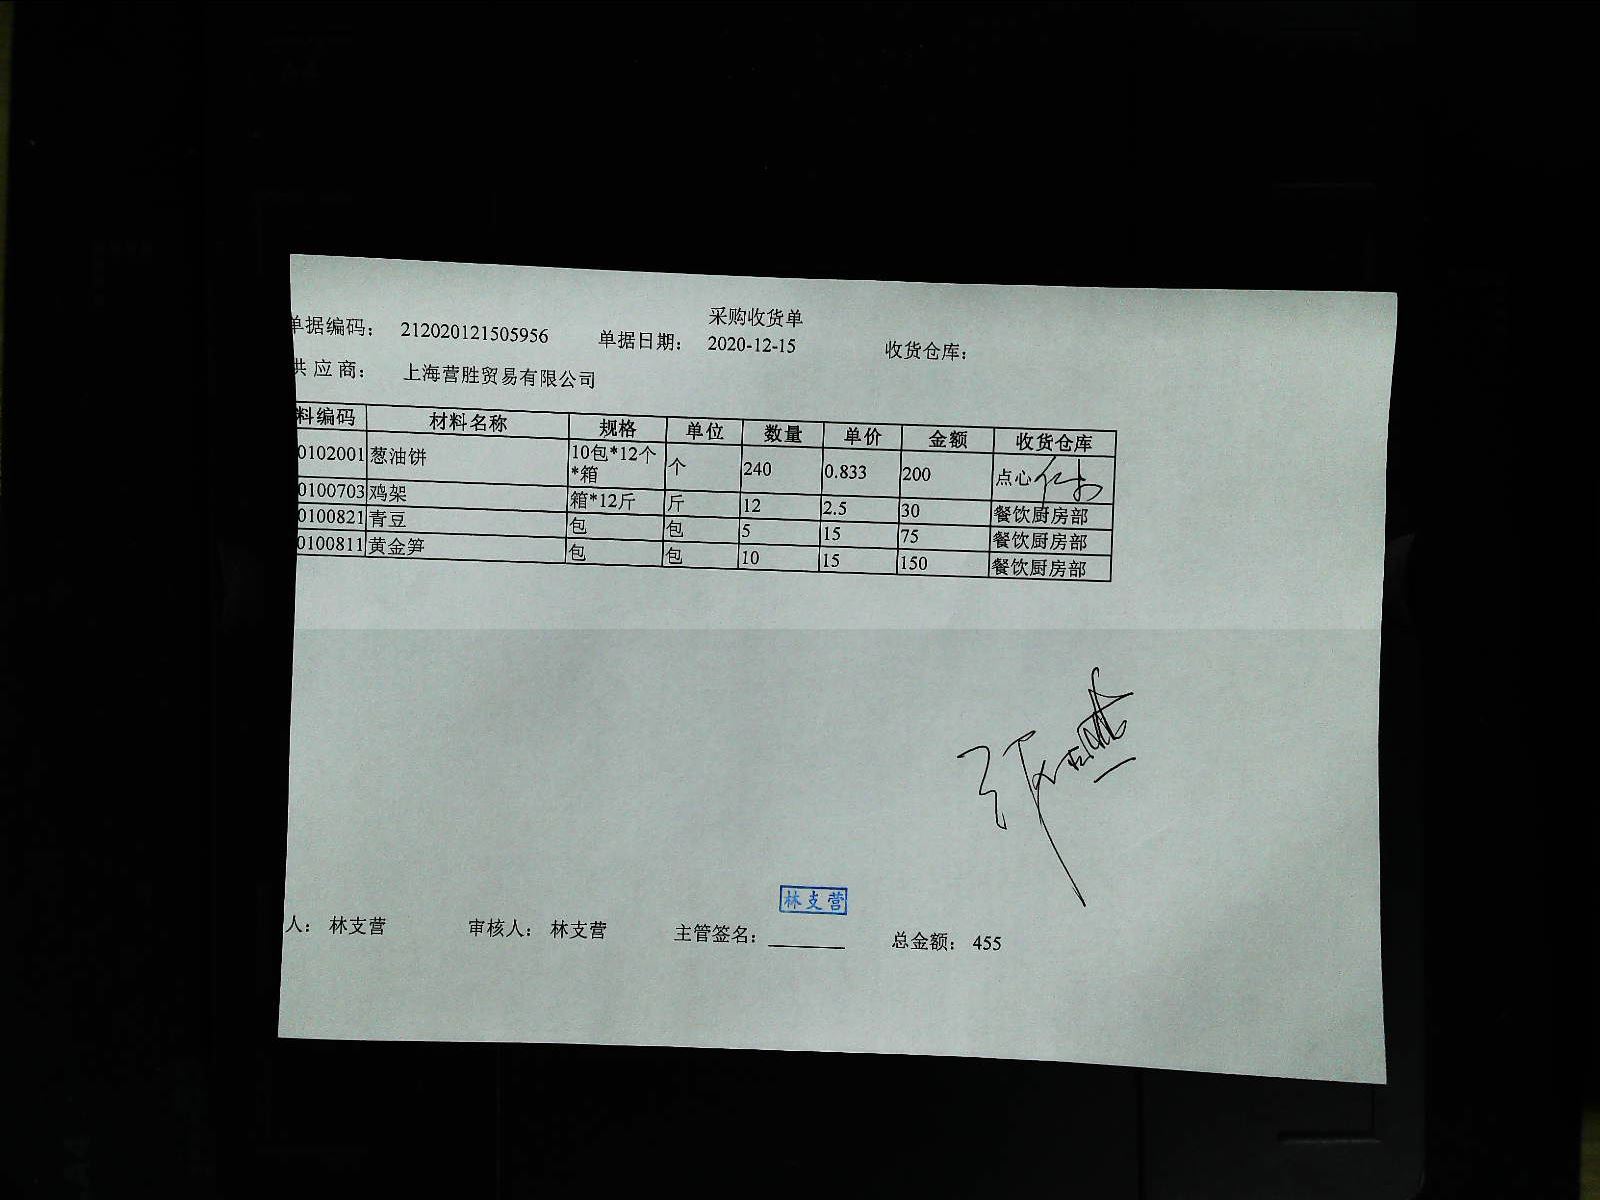 采购收货单
单据编码： 212020121505956 单据日期： 2020-12-15 收货仓库：
供应商： 上海营胜贸易有限公司
料编码 材料名称 规格 单位 数量 单价 金额 收货仓库
0102001 葱油饼 10包*12个*箱 个 240 0.833 200 点心
0100703 鸡架 箱*12斤 斤 12 2.5 30 餐饮厨房部
0100821 青豆 包 包 5 15 75 餐饮厨房部
0100811 黄金笋 包 包 10 15 150 餐饮厨房部
林支营
人： 林支营 审核人： 林支营 主管签名： 总金额： 455